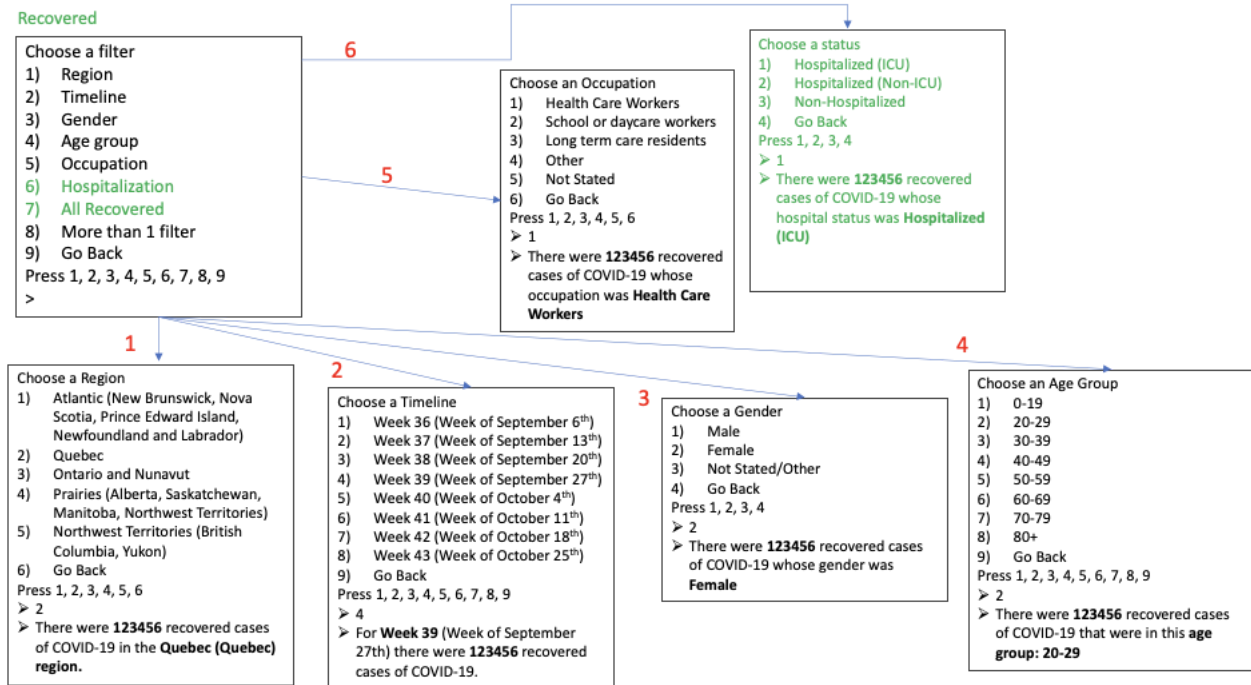 Recovered
Choose a filter
1) Region
2) Timeline
3) Gender
4) Age group
5) Occupation
6) Hospitalization
7) All Recovered
8) More than 1 filter
9) Go Back
Press 1, 2, 3, 4, 5, 6, 7, 8, 9
>
6
5
Choose an Occupation
1) Health Care Workers
2) School or daycare workers
3) Long term care residents
4) Other
5) Not Stated
6) Go Back
Press 1, 2, 3, 4, 5, 6
➢ 1
➢ There were 123456 recovered
cases of COVID-19 whose
occupation was Health Care
Workers
Choose a status
1) Hospitalized (ICU)
2) Hospitalized (Non-ICU)
3) Non-Hospitalized
4) Go Back
Press 1, 2, 3, 4
➢ 1
➢ There were 123456 recovered
cases of COVID-19 whose
hospital status was Hospitalized
(ICU)
1
Choose a Region
1) Atlantic (New Brunswick, Nova
Scotia, Prince Edward Island,
Newfoundland and Labrador)
2) Quebec
3) Ontario and Nunavut
4) Prairies (Alberta, Saskatchewan,
Manitoba, Northwest Territories)
5) Northwest Territories (British
Columbia, Yukon)
6) Go Back
Press 1, 2, 3, 4, 5, 6
➢ 2
➢ There were 123456 recovered cases
of COVID-19 in the Quebec (Quebec)
region.
2
Choose a Timeline
1) Week 36 (Week of September 6th)
2) Week 37 (Week of September 13th)
3) Week 38 (Week of September 20th)
4) Week 39 (Week of September 27th)
5) Week 40 (Week of October 4th)
6) Week 41 (Week of October 11th)
7) Week 42 (Week of October 18th)
8) Week 43 (Week of October 25th)
9) Go Back
Press 1, 2, 3, 4, 5, 6, 7, 8, 9
➢ 4
➢ For Week 39 (Week of September
27th) there were 123456 recovered
cases of COVID-19.
3
Choose a Gender
1) Male
2) Female
3) Not Stated/Other
4) Go Back
Press 1, 2, 3, 4
➢ 2
➢ There were 123456 recovered cases
of COVID-19 whose gender was
Female
4
Choose an Age Group
1) 0-19
2) 20-29
3) 30-39
4) 40-49
5) 50-59
6) 60-69
7) 70-79
8) 80+
9) Go Back
Press 1, 2, 3, 4, 5, 6, 7, 8, 9
➢ 2
➢ There were 123456 recovered cases
of COVID-19 that were in this age
group: 20-29